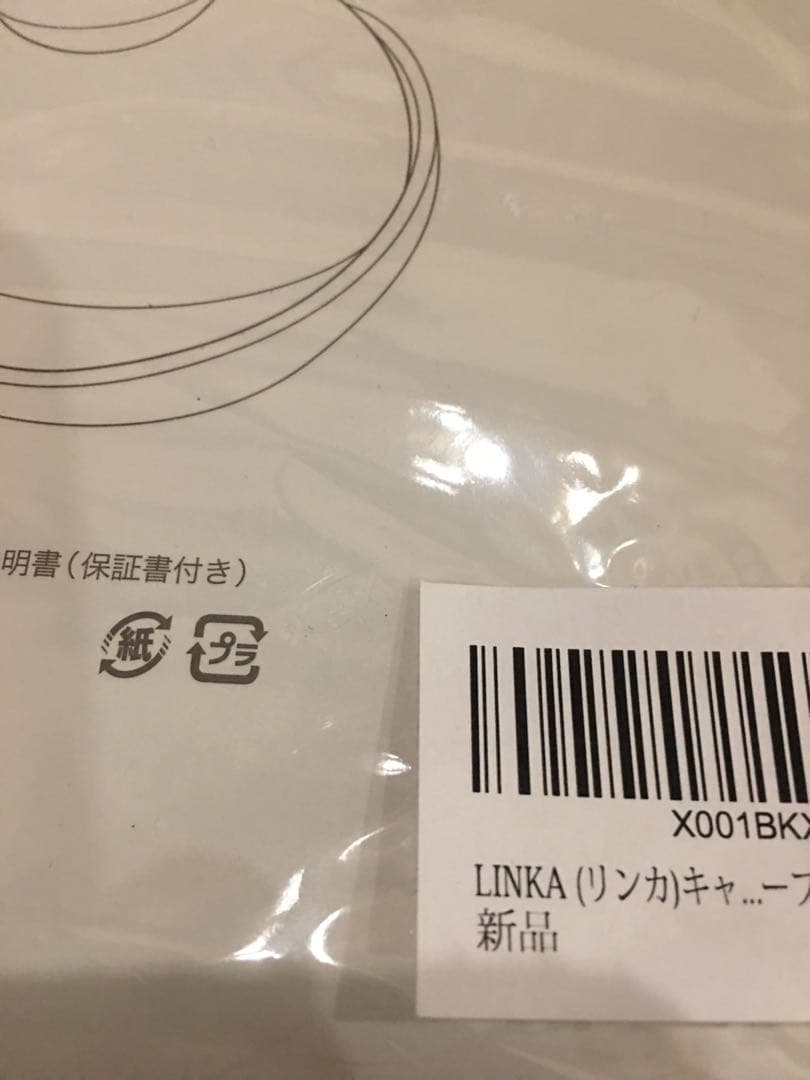 明書(保証書付き)
紙 プラ
X001BKX
LINKA (リンカ)キャ...ーフ
新品